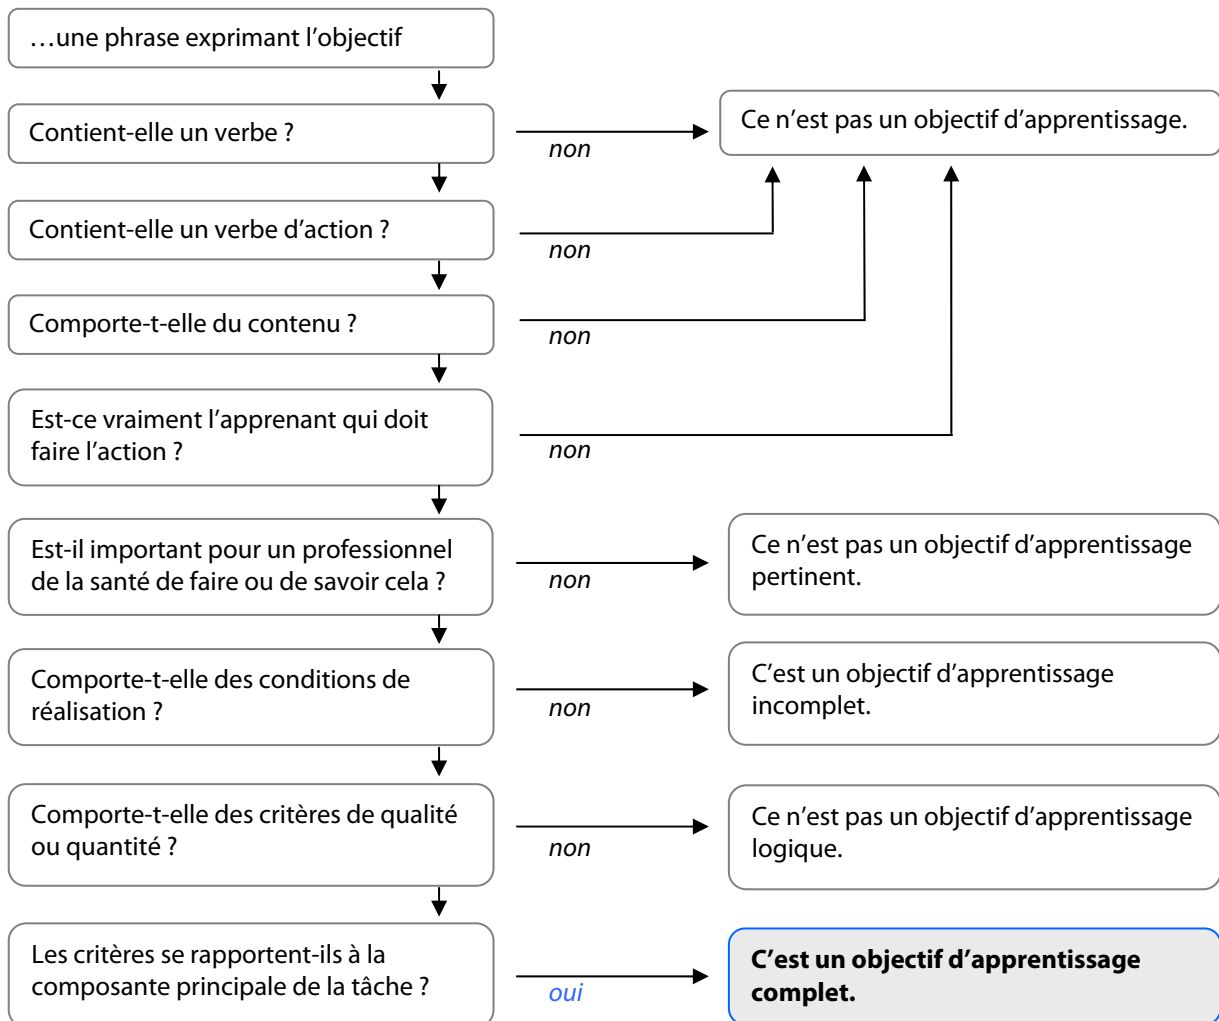 …une phrase exprimant l’objectif
Contient-elle un verbe ?
non
Ce n’est pas un objectif d’apprentissage.
Contient-elle un verbe d’action ?
non
Comporte-t-elle du contenu ?
non
Est-ce vraiment l’apprenant qui doit
faire l’action ?
non
Est-il important pour un professionnel
de la santé de faire ou de savoir cela ?
non
Ce n’est pas un objectif d’apprentissage
pertinent.
Comporte-t-elle des conditions de
réalisation ?
non
C’est un objectif d’apprentissage
incomplet.
Comporte-t-elle des critères de qualité
ou quantité ?
non
Ce n’est pas un objectif d’apprentissage
logique.
Les critères se rapportent-ils à la
composante principale de la tâche ?
oui
C’est un objectif d’apprentissage
complet.